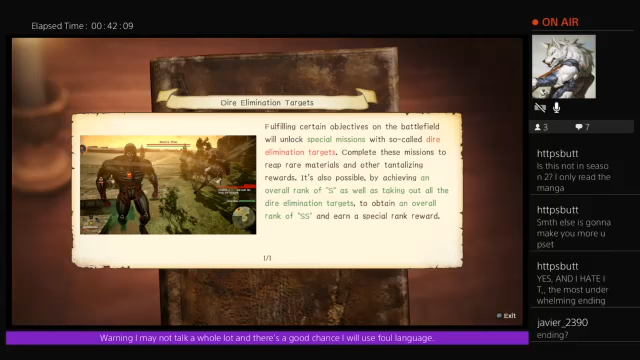 Elapsed Time : 00:42:09
ON AIR
Dire Elimination Targets
Fulfilling certain objectives on the battlefield
will unlock special missions with so-called dire
elimination targets. Complete these missions to
reap rare materials and other tantalizing
rewards. It's also possible, by achieving an
overall rank of "S" as well as taking out all the
dire elimination targets, to obtain an overall
rank of "SS" and earn a special rank reward.
1/1
Exit
3
7
httpsbutt
Is this not in seaso
n 2? I only read the
manga
httpsbutt
Smth else is gonna
make you more u
pset
httpsbutt
YES, AND I HATE I
T,, the most under
whelming ending
javier_2390
ending?
Warning I may not talk a whole lot and there's a good chance I will use foul language.